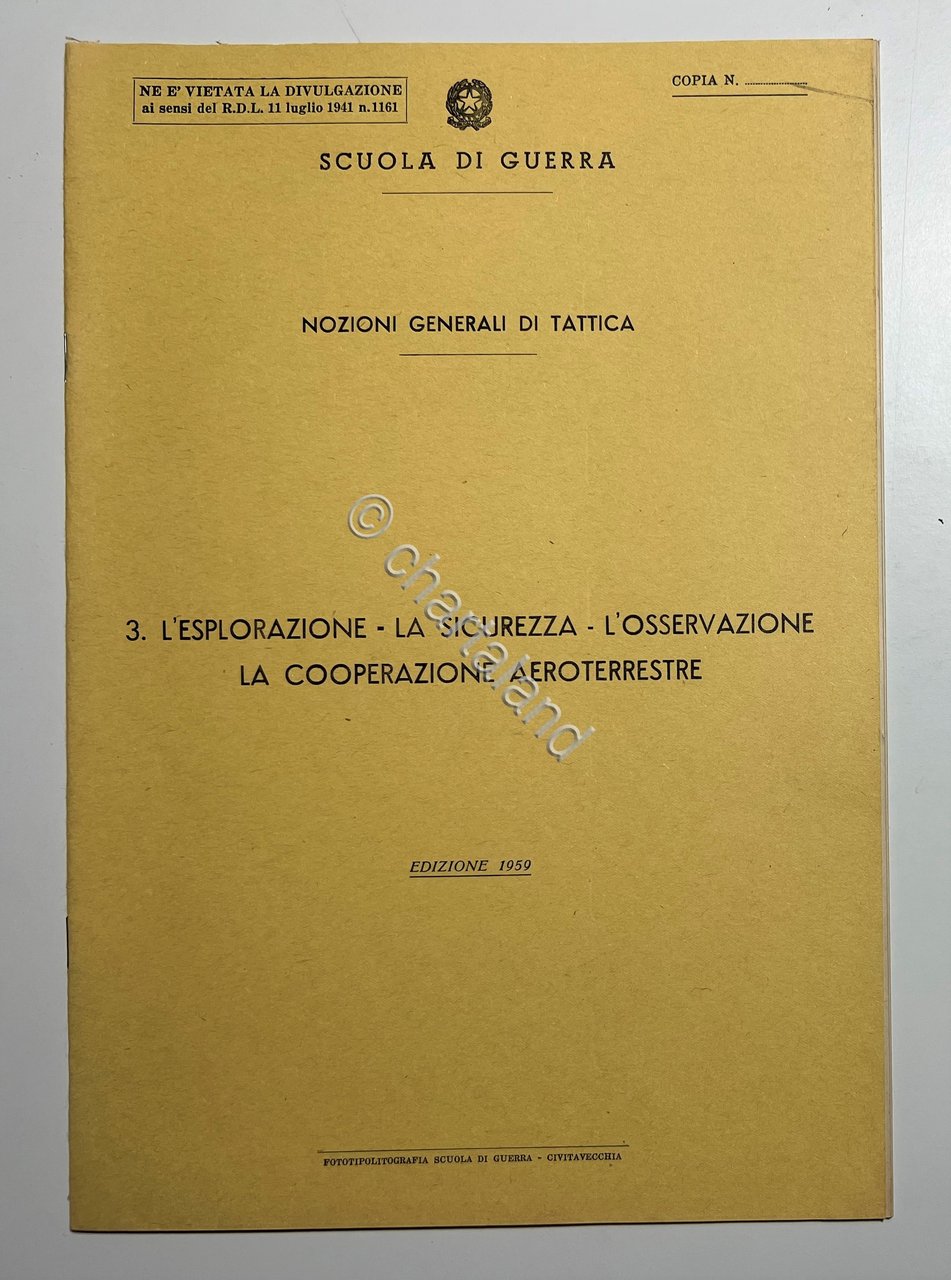 NE E' VIETATA LA DIVULGAZIONE
ai sensi del R.D.L. 11 luglio 1941 n.1161
COPIA N. ....................
SCUOLA DI GUERRA
NOZIONI GENERALI DI TATTICA
3. L'ESPLORAZIONE - LA SICUREZZA - L'OSSERVAZIONE
LA COOPERAZIONE AEROTERRESTRE
© chartaland
EDIZIONE 1959
FOTOTIPOLITOGRAFIA SCUOLA DI GUERRA - CIVITAVECCHIA